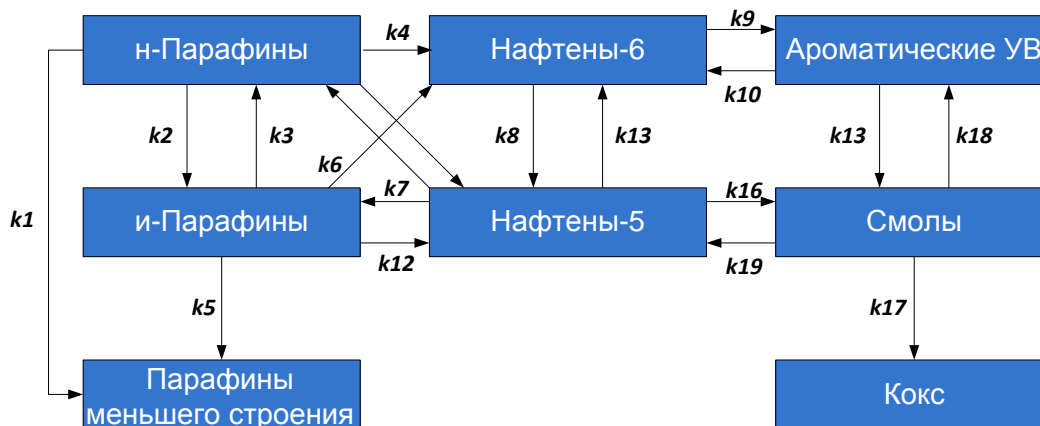 н-Парафины
k4
Нафтены-6
k9
Ароматические УВ
k10
k2
k3
k6
k8
k13
k13
k18
k1
и-Парафины
k7
k12
Нафтены-5
k16
k19
Смолы
k5
k17
Парафины
меньшего строения
Кокс